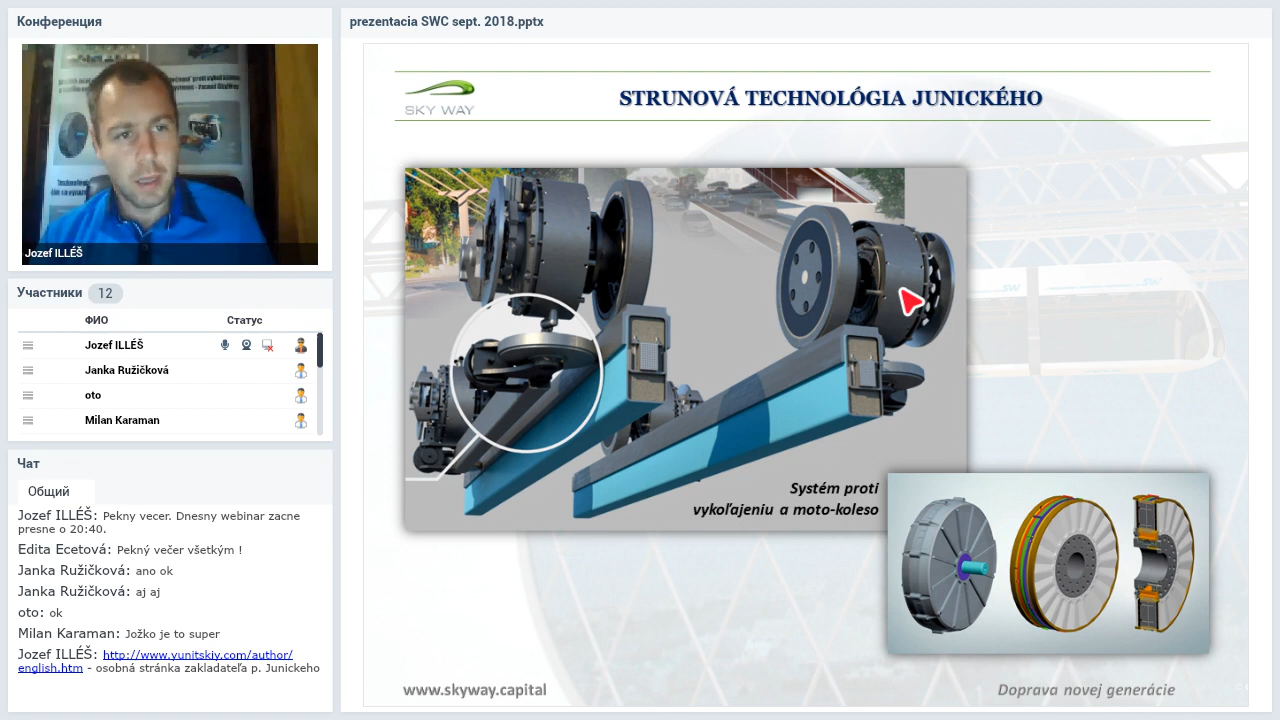 Конференция
Jozef ILLÉŠ
Участники 12
ФИО Статус
Jozef ILLÉŠ
Janka Ružičková
oto
Milan Karaman
Чат
Общий
Jozef ILLÉŠ: Pekny vecer. Dnesny webinar zacne
presne o 20:40.
Edita Ecetová: Pekný večer všetkým !
Janka Ružičková: ano ok
Janka Ružičková: aj aj
oto: ok
Milan Karaman: Jožko je to super
Jozef ILLÉŠ: http://www.yunitskiy.com/author/
english.htm - osobná stránka zakladateľa p. Junickeho
prezentacia SWC sept. 2018.pptx
SKY WAY
STRUNOVÁ TECHNOLÓGIA JUNICKÉHO
SW
SW
Systém proti
vykoľajeniu a moto-koleso
www.skyway.capital
Doprava novej generácie